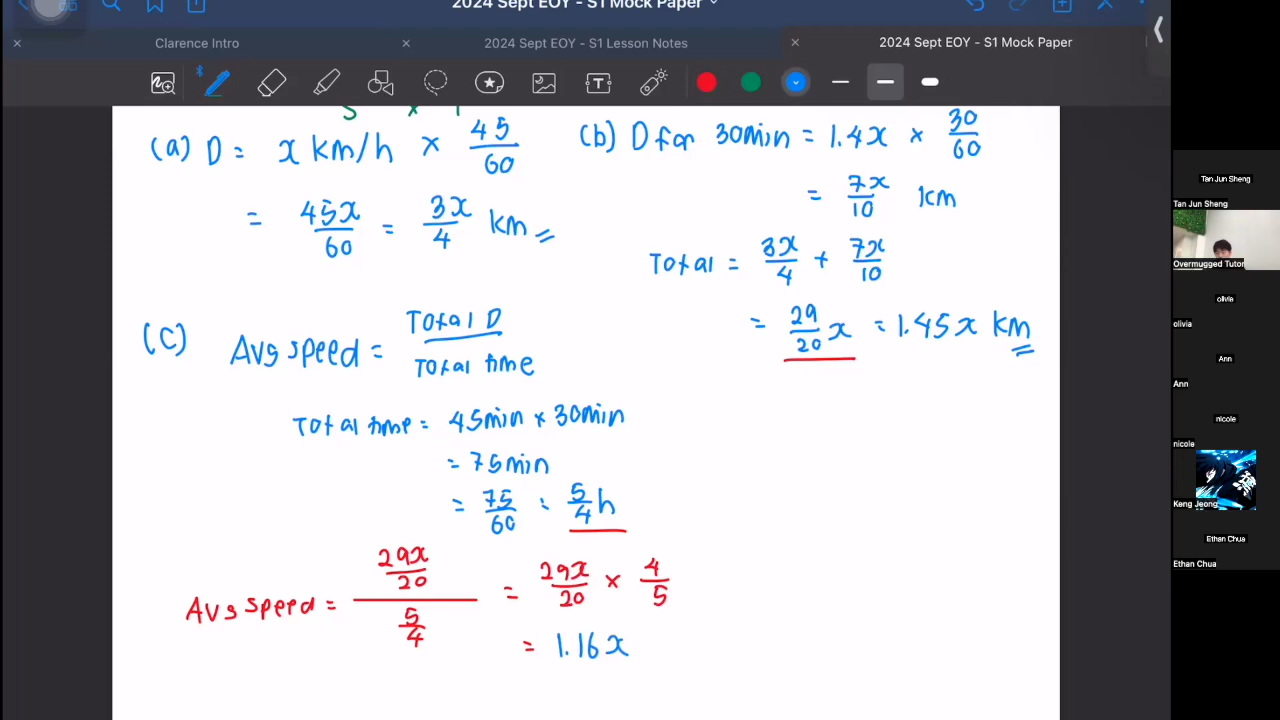 2024 Sept EOY - S1 Mock Paper
Clarence Intro
2024 Sept EOY - S1 Lesson Notes
2024 Sept EOY - S1 Mock Paper
(a) D = x km/h × 45/60
= 45x/60 = 3x/4 km
(b) D for 30min = 1.4x × 30/60
= 7x/10 km
Total = 3x/4 + 7x/10
= 29/20 x = 1.45x km
(C) Avg speed = Total D/Total time
Total time = 45min × 30min
= 75min
= 75/60 = 5/4 h
Avg speed = 29x/20 / 5/4 = 29x/20 × 4/5
= 1.16x
Tan Jun Sheng
Tan Jun Sheng
Overmugged Tutor
olivia
olivia
Ann
Ann
nicole
nicole
Keng Jeong
Ethan Chua
Ethan Chua